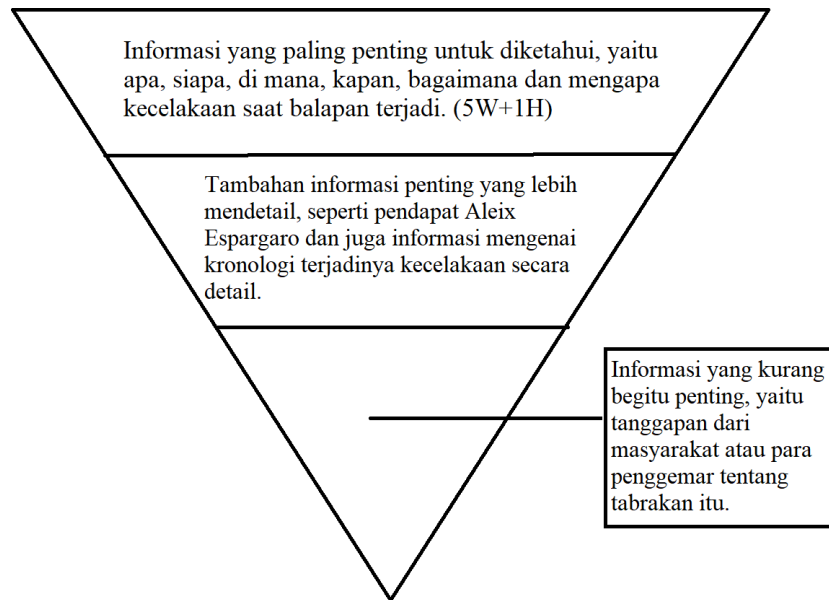 Informasi yang paling penting untuk diketahui, yaitu
apa, siapa, di mana, kapan, bagaimana dan mengapa
kecelakaan saat balapan terjadi. (5W+1H)
Tambahan informasi penting yang lebih
mendetail, seperti pendapat Aleix
Espargaro dan juga informasi mengenai
kronologi terjadinya kecelakaan secara
detail.
Informasi yang kurang
begitu penting, yaitu
tanggapan dari
masyarakat atau para
penggemar tentang
tabrakan itu.